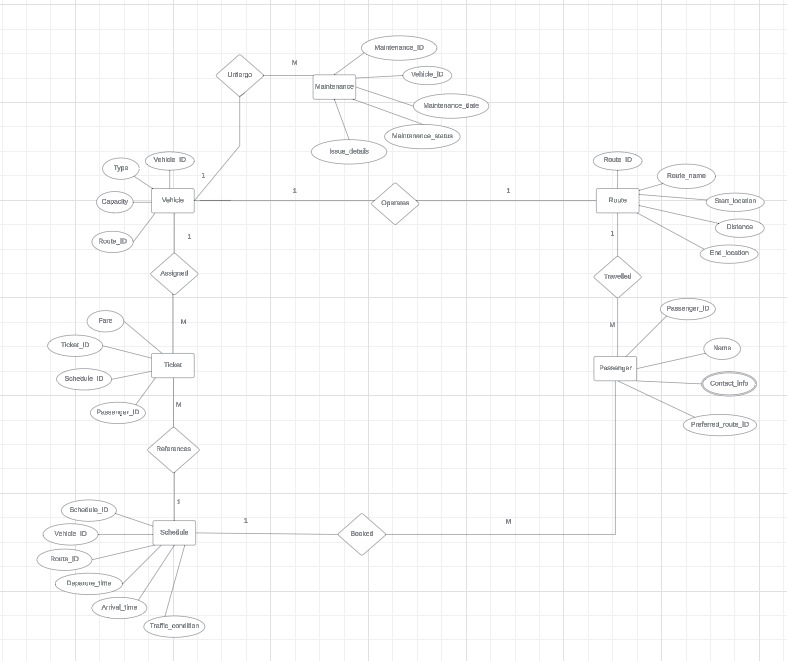 Maintenance_ID
M
Undergo
Vehicle_ID
Maintenance
Maintenance_date
Maintenance_status
Issue_details
Vehicle_ID
Type
1
Route_ID
Route_name
Capacity
Vehicle
1
Operates
1
Route
Start_location
Distance
Route_ID
1
1
End_location
Assigned
Travelled
Passenger_ID
Fare
M
M
Ticket_ID
Name
Ticket
Passenger
Schedule_ID
Contact_info
M
Passenger_ID
Preferred_route_ID
References
1
Schedule_ID
1
M
Vehicle_ID
Schedule
Booked
Route_ID
Deparure_time
Arrival_time
Traffic_condition